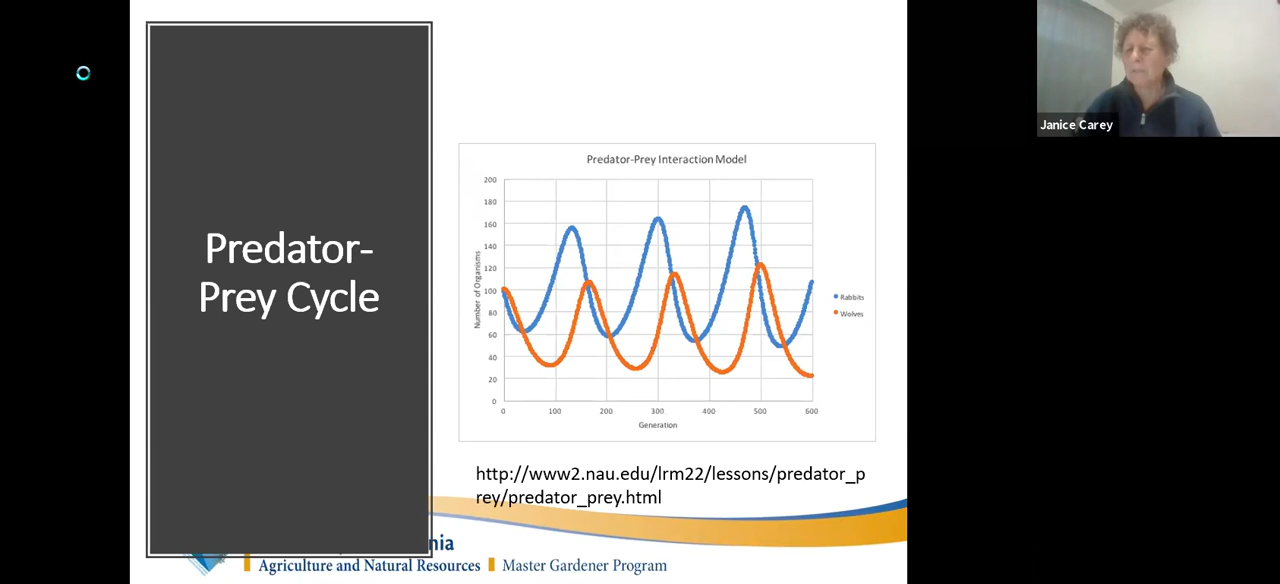 Predator-
Prey Cycle
Predator-Prey Interaction Model
Number of Organisms
200
180
160
140
120
100
80
60
40
20
0
0 100 200 300 400 500 600
Generation
Rabbits
Wolves
http://www2.nau.edu/lrm22/lessons/predator_p
rey/predator_prey.html
nia
Agriculture and Natural Resources Master Gardener Program
Janice Carey